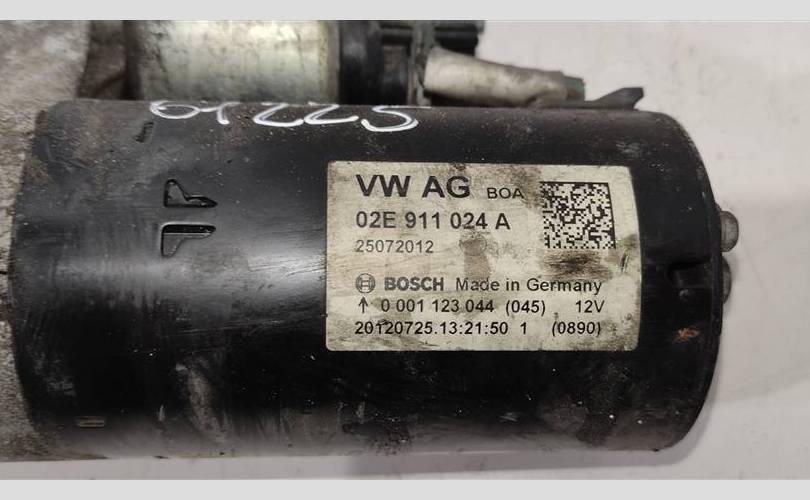 61225
VW AG BOA
02E 911 024 A
25072012
BOSCH Made in Germany
↑ 0 001 123 044 (045) 12V
20120725.13:21:50 1 (0890)